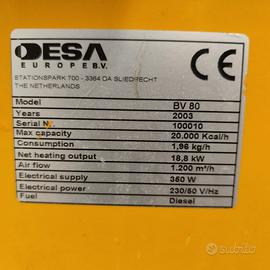 DESA
EUROPE B.V.
STATIONSPARK 700 - 3364 DA SLIEDRECHT
THE NETHERLANDS
CE
Model BV 80
Years 2003
Serial N. 100010
Max capacity 20.000 Kcal/h
Consumption 1,96 kg/h
Net heating output 18,8 kW
Air flow 1.200 m³/h
Electrical supply 350 W
Electrical power 230/50 V/Hz
Fuel Diesel
subito